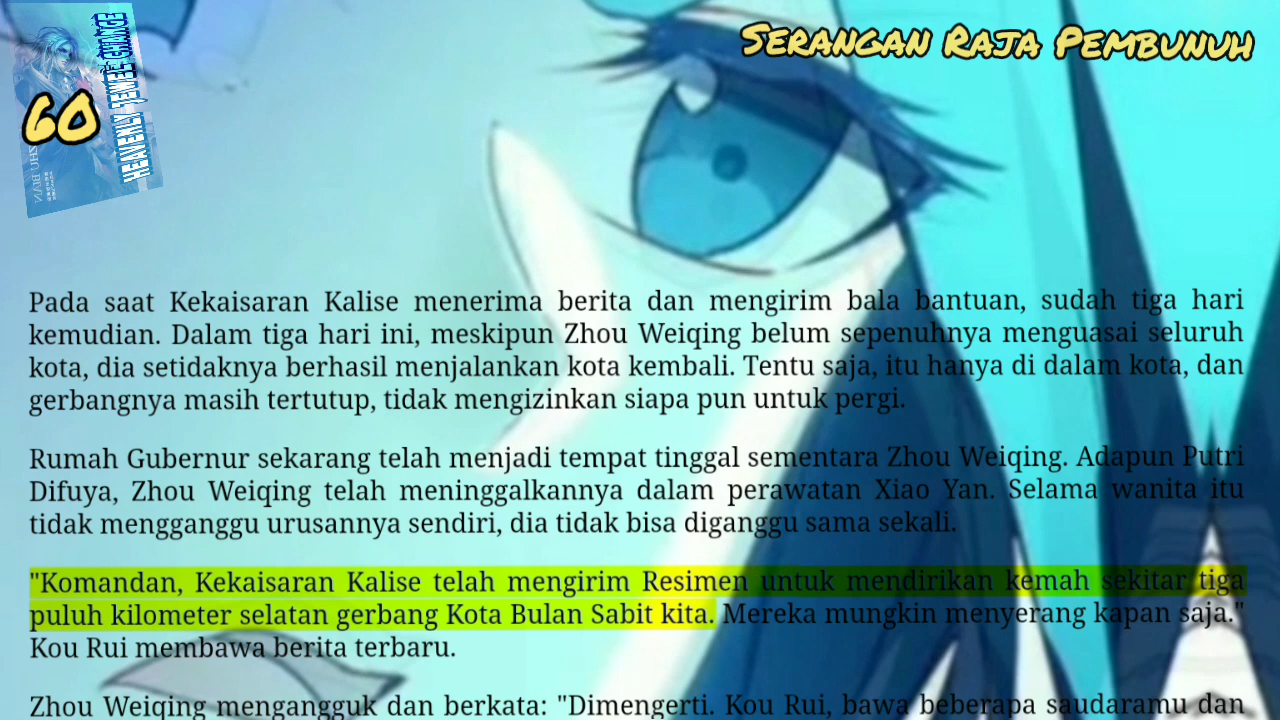 SERANGAN RAJA PEMBUNUH
HEAVENLY JEWEL CHANGE
60
Pada saat Kekaisaran Kalise menerima berita dan mengirim bala bantuan, sudah tiga hari
kemudian. Dalam tiga hari ini, meskipun Zhou Weiqing belum sepenuhnya menguasai seluruh
kota, dia setidaknya berhasil menjalankan kota kembali. Tentu saja, itu hanya di dalam kota, dan
gerbangnya masih tertutup, tidak mengizinkan siapa pun untuk pergi.
Rumah Gubernur sekarang telah menjadi tempat tinggal sementara Zhou Weiqing. Adapun Putri
Difuya, Zhou Weiqing telah meninggalkannya dalam perawatan Xiao Yan. Selama wanita itu
tidak mengganggu urusannya sendiri, dia tidak bisa diganggu sama sekali.
"Komandan, Kekaisaran Kalise telah mengirim Resimen untuk mendirikan kemah sekitar tiga
puluh kilometer selatan gerbang Kota Bulan Sabit kita. Mereka mungkin menyerang kapan saja."
Kou Rui membawa berita terbaru.
Zhou Weiqing mengangguk dan berkata: "Dimengerti. Kou Rui, bawa beberapa saudaramu dan